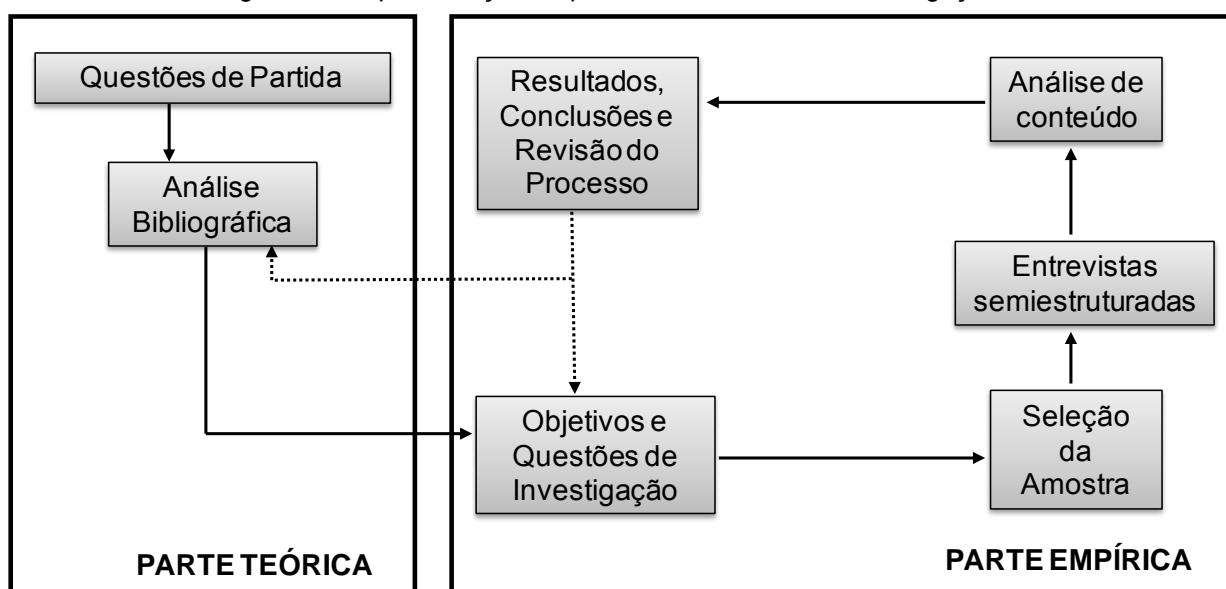 Questões de Partida
Análise
Bibliográfica
PARTE TEÓRICA
Resultados,
Conclusões e
Revisão do
Processo
Objetivos e
Questões de
Investigação
Análise de
conteúdo
Entrevistas
semiestruturadas
Seleção
da
Amostra
PARTE EMPÍRICA